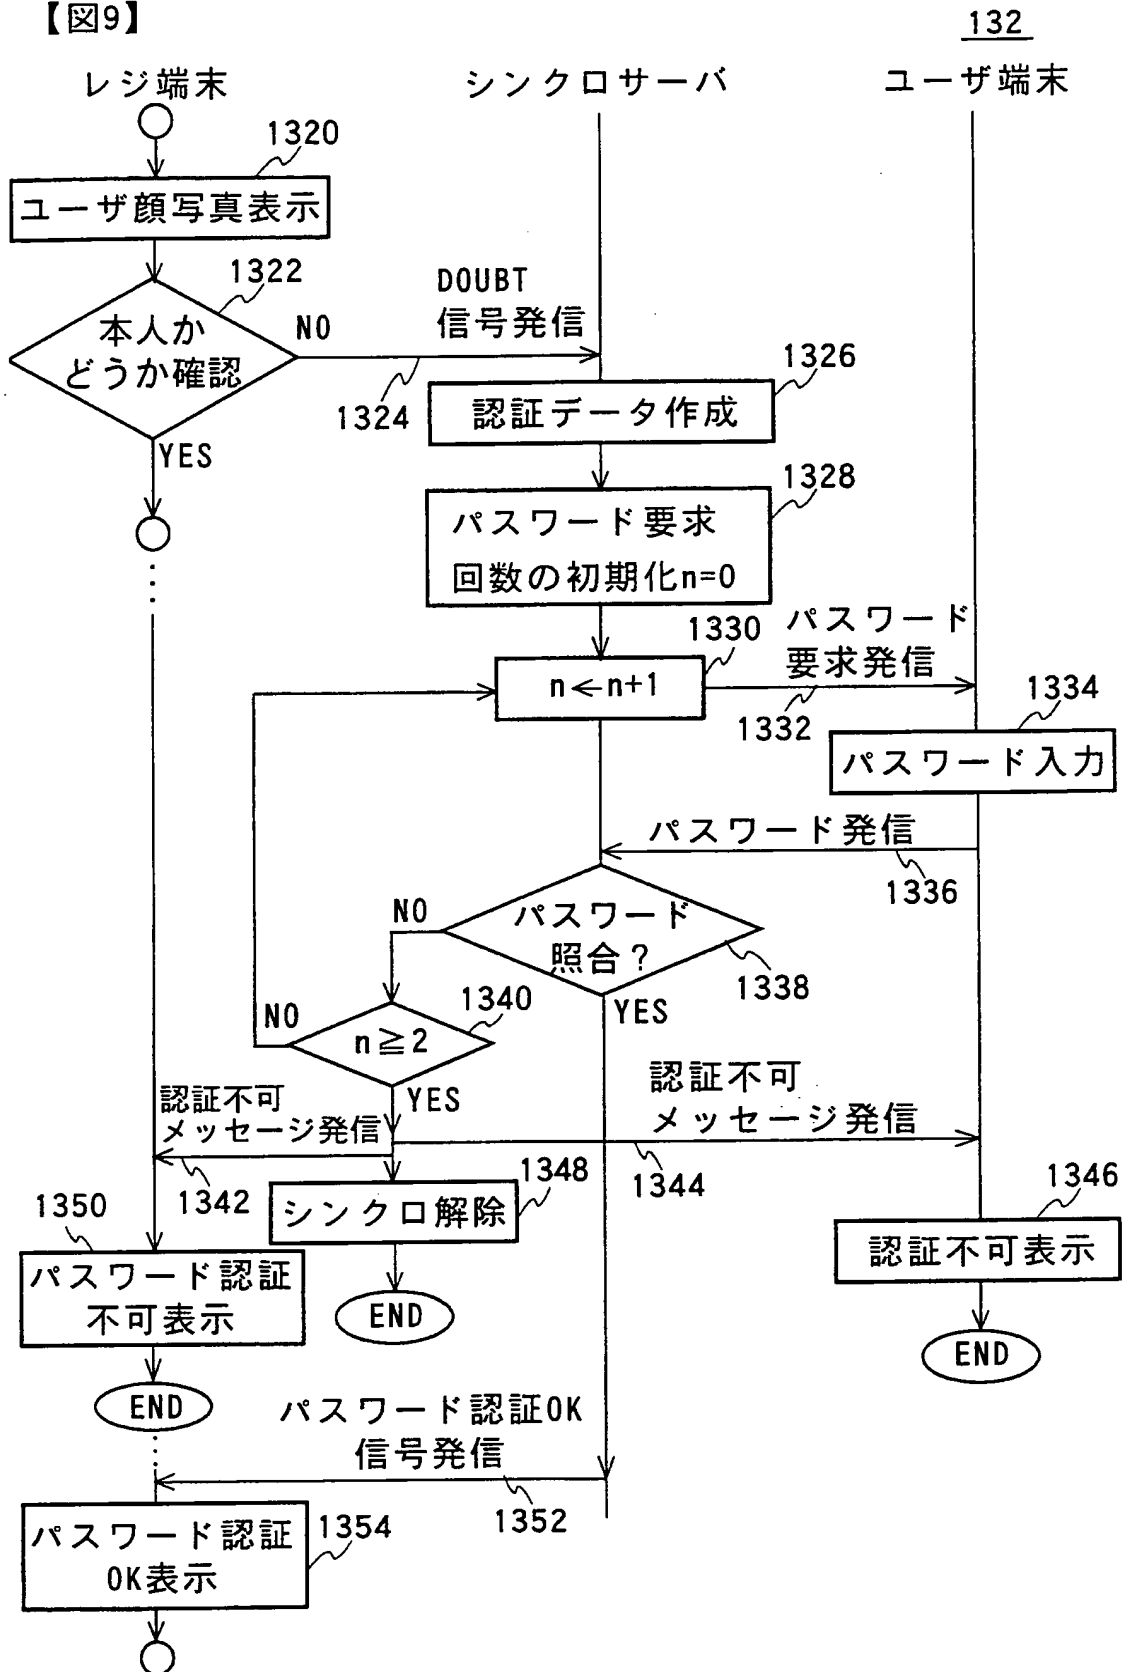 【図9】
132
レジ端末
シンクロサーバ
ユーザ端末
1320
ユーザ顔写真表示
1322
本人か
どうか確認
NO
YES
DOUBT
信号発信
1324
1326
認証データ作成
1328
パスワード要求
回数の初期化n=0
1330
n←n+1
パスワード
要求発信
1332
1334
パスワード入力
パスワード発信
1336
パスワード
照合?
1338
NO
YES
1340
n≧2
NO
YES
認証不可
メッセージ発信
1342
認証不可
メッセージ発信
1344
1348
シンクロ解除
END
1346
認証不可表示
END
1350
パスワード認証
不可表示
END
パスワード認証OK
信号発信
1352
1354
パスワード認証
OK表示